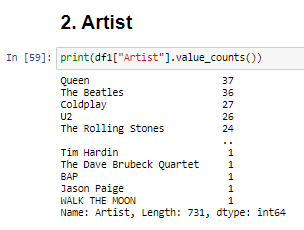 2. Artist
In [59]: print(df1["Artist"].value_counts())
Queen 37
The Beatles 36
Coldplay 27
U2 26
The Rolling Stones 24
..
Tim Hardin 1
The Dave Brubeck Quartet 1
BAP 1
Jason Paige 1
WALK THE MOON 1
Name: Artist, Length: 731, dtype: int64